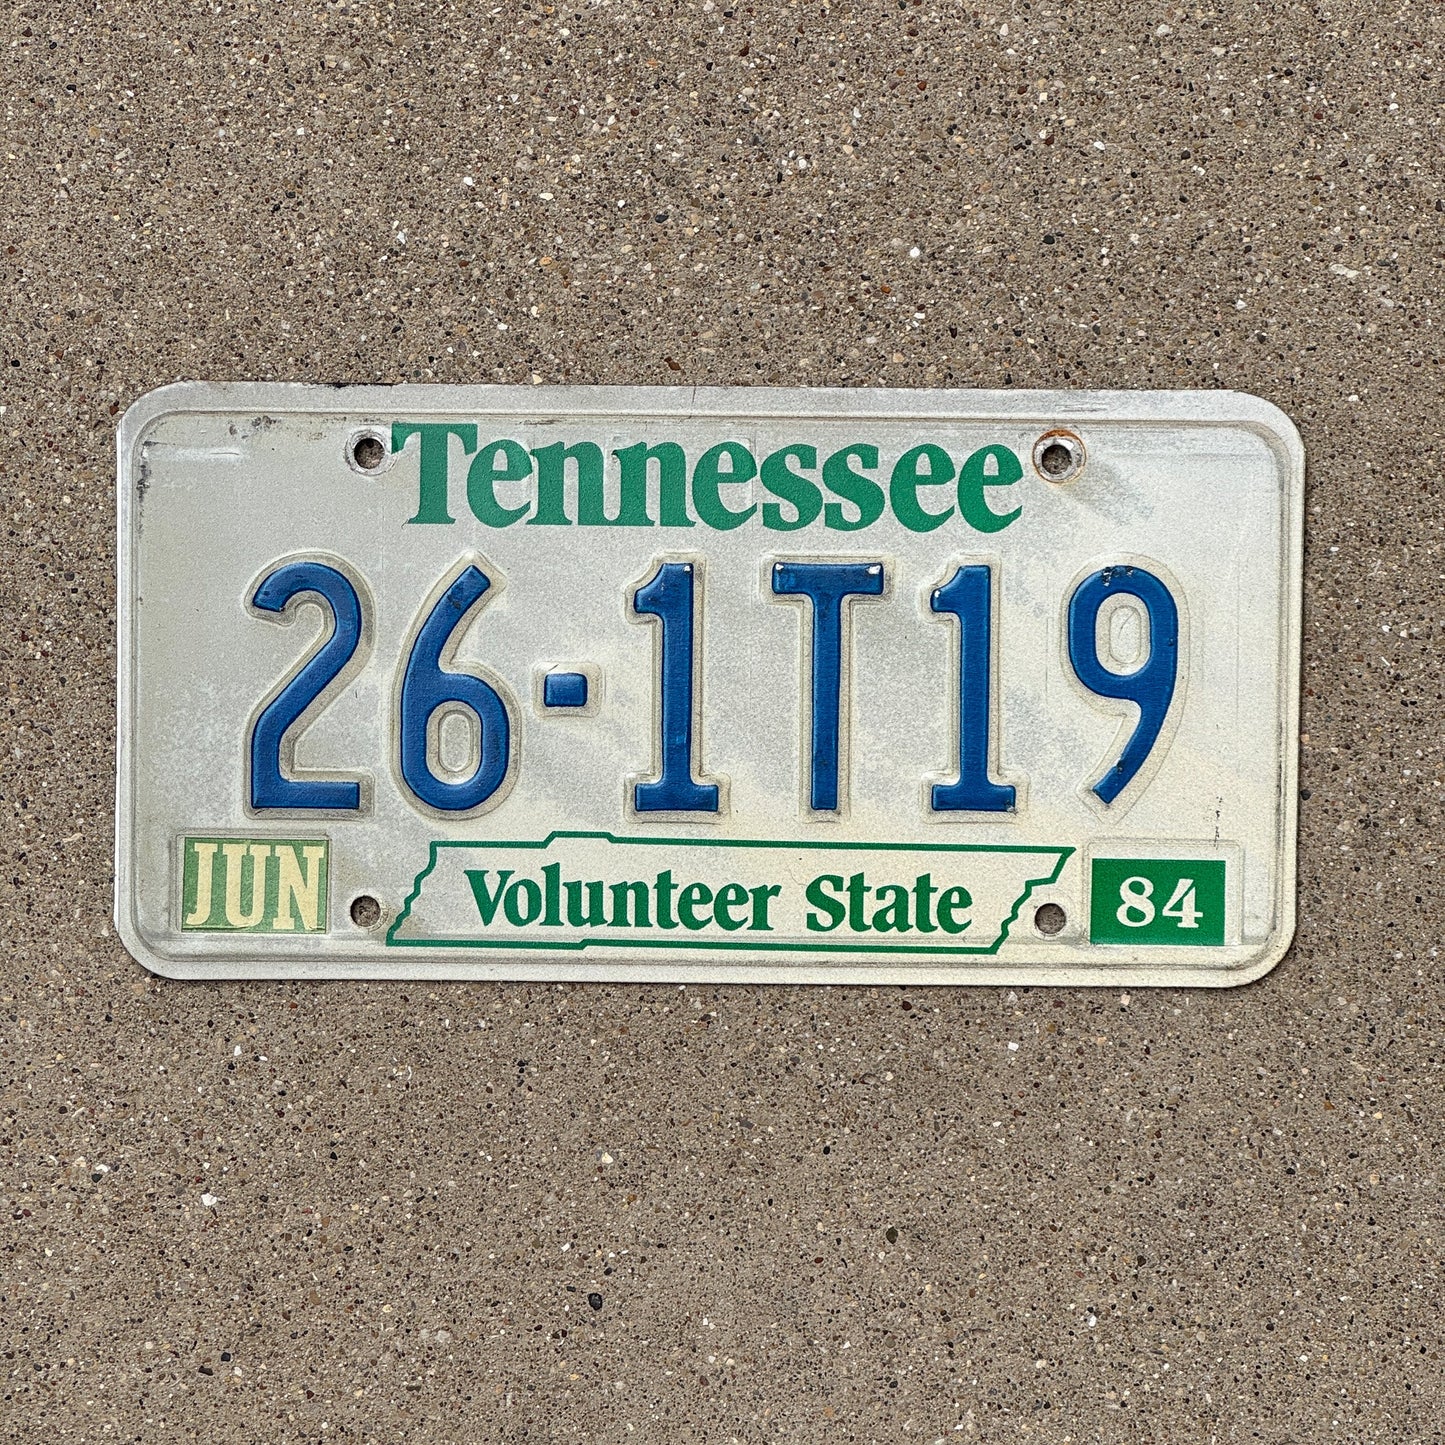 Tennessee
26-1T19
JUN Volunteer State 84